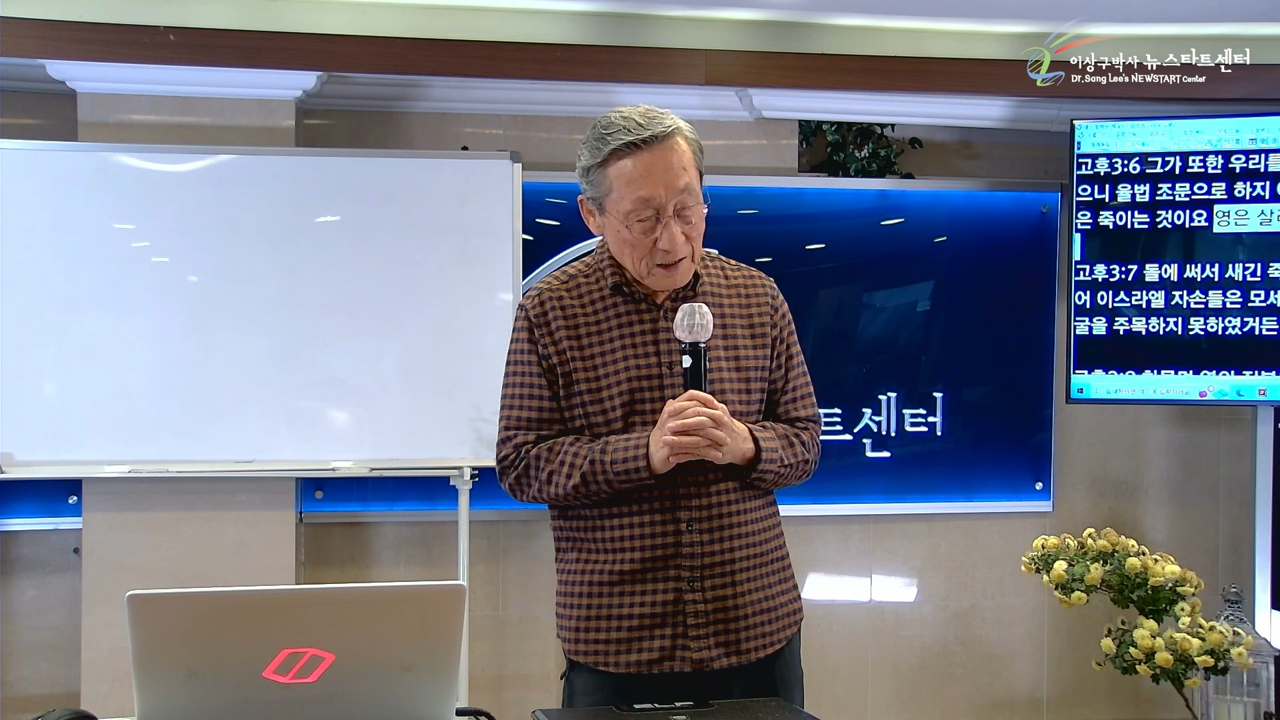 이상구박사 뉴스타트센터
Dr. Sang Lee's NEWSTART Center
고후3:6 그가 또한 우리를
으니 율법 조문으로 하지
은 죽이는 것이요 영은 살
고후3:7 돌에 써서 새긴 죽
어 이스라엘 자손들은 모세
굴을 주목하지 못하였거든
트센터